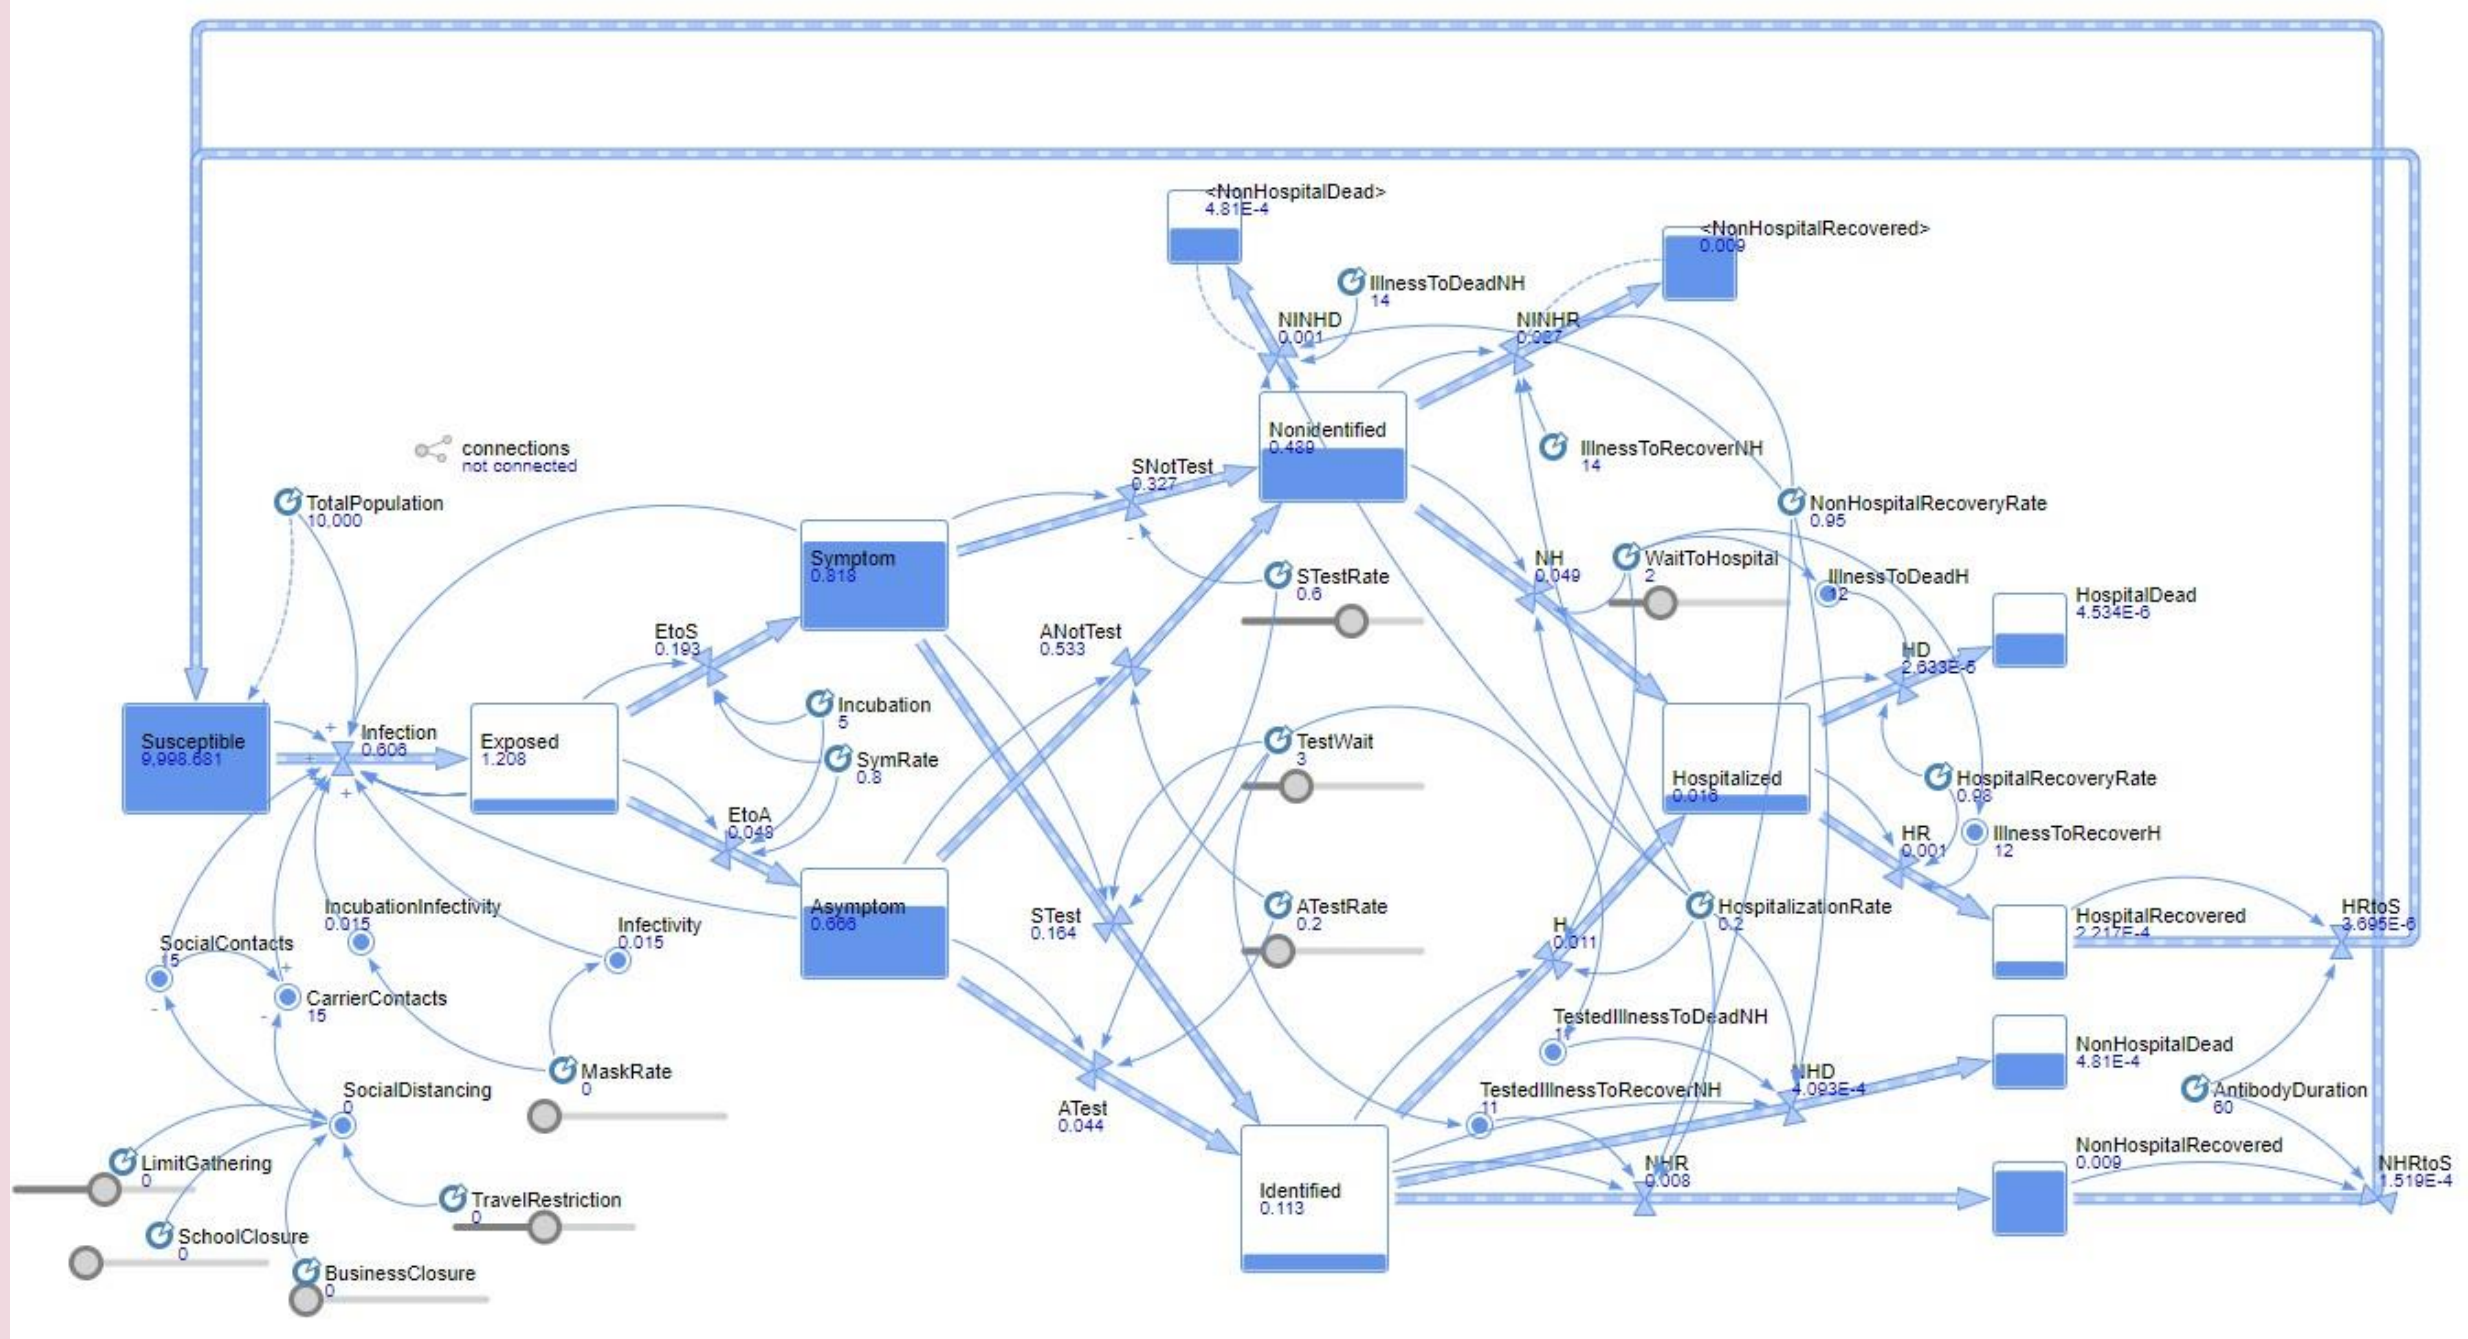 <NonHospitalDead>
4.81E-4
<NonHospitalRecovered>
0.009
IllnessToDeadNH
14
NINHD
0.001
NINHR
0.027
Nonidentified
0.489
IllnessToRecoverNH
14
connections
not connected
SNotTest
0.327
TotalPopulation
10,000
NonHospitalRecoveryRate
0.95
Symptom
0.818
STestRate
0.6
NH
0.049
WaitToHospital
2
IllnessToDeadH
12
HospitalDead
4.534E-6
EtoS
0.193
ANotTest
0.533
HD
2.633E-5
Incubation
5
Susceptible
9,998.681
Infection
0.606
Exposed
1.208
SymRate
0.8
TestWait
3
Hospitalized
0.016
HospitalRecoveryRate
0.98
EtoA
0.048
HR
0.001
IllnessToRecoverH
12
Asymptom
0.666
IncubationInfectivity
0.015
Infectivity
0.015
STest
0.164
ATestRate
0.2
H
0.011
HospitalizationRate
0.2
HospitalRecovered
2.217E-4
HRtoS
3.695E-6
SocialContacts
15
CarrierContacts
15
TestedIllnessToDeadNH
11
MaskRate
0
NHD
4.093E-4
NonHospitalDead
4.81E-4
SocialDistancing
0
ATest
0.044
TestedIllnessToRecoverNH
11
AntibodyDuration
60
LimitGathering
0
NHR
0.008
NonHospitalRecovered
0.009
NHRtoS
1.519E-4
TravelRestriction
0
Identified
0.113
SchoolClosure
0
BusinessClosure
0